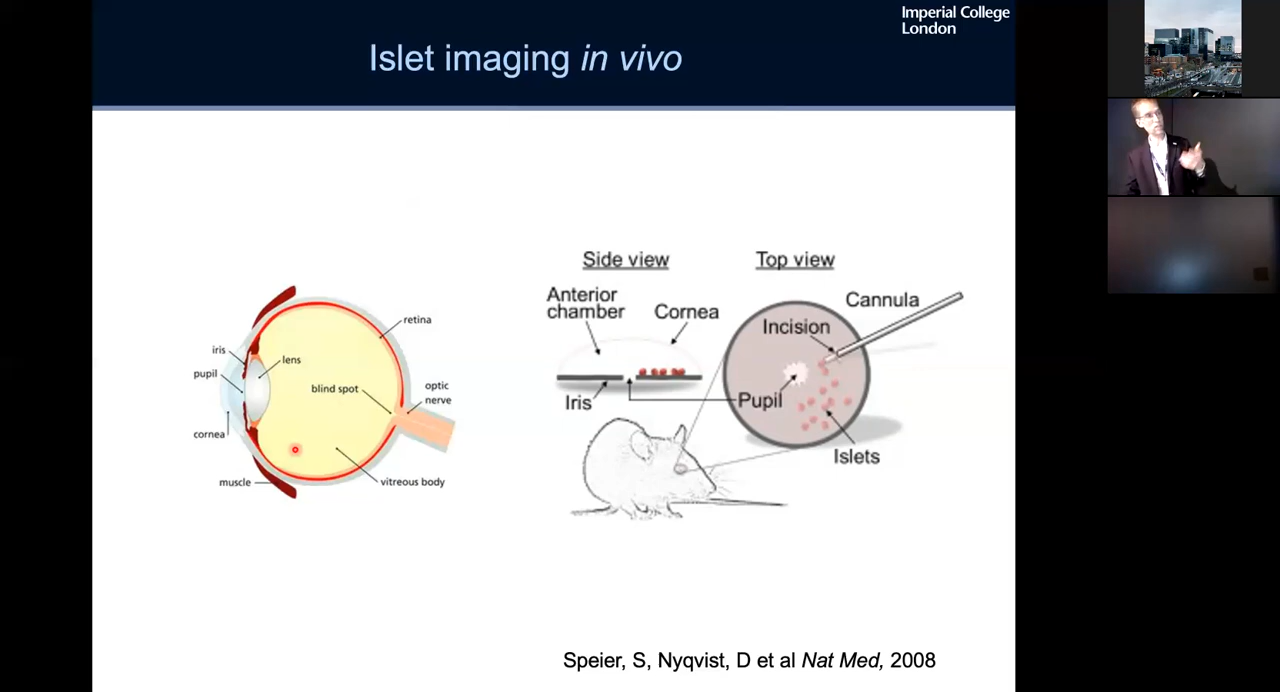 Imperial College
London
Islet imaging in vivo
iris
pupil
cornea
muscle
lens
blind spot
retina
optic
nerve
vitreous body
Side view
Top view
Anterior
chamber
Cornea
Iris
Pupil
Incision
Cannula
Islets
Speier, S, Nyqvist, D et al Nat Med, 2008